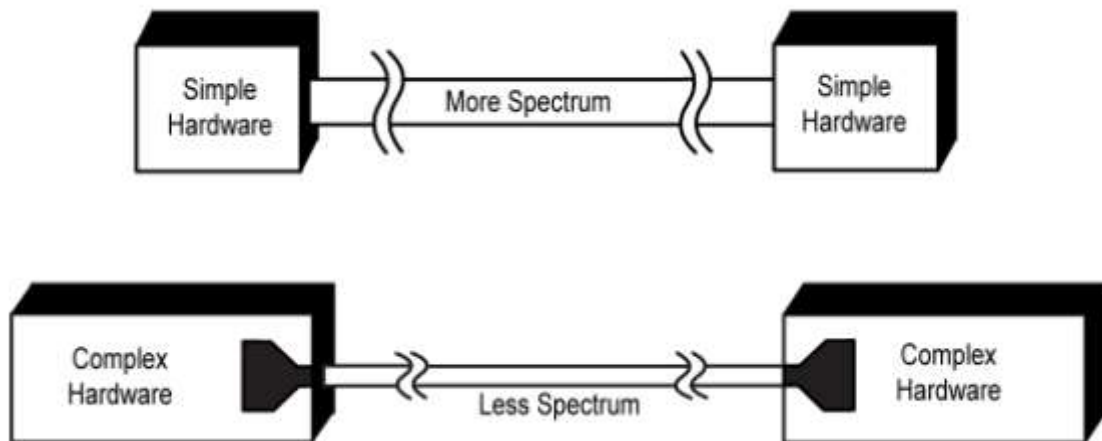 Simple
Hardware
More Spectrum
Simple
Hardware
Complex
Hardware
Less Spectrum
Complex
Hardware